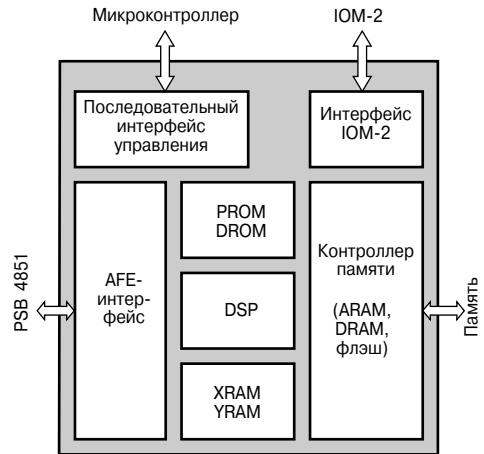 Микроконтроллер
IOM-2
Последовательный
интерфейс
управления
Интерфейс
IOM-2
PSB 4851
AFE-
интер-
фейс
PROM
DROM
DSP
XRAM
YRAM
Контроллер
памяти
(ARAM,
DRAM,
флэш)
Память